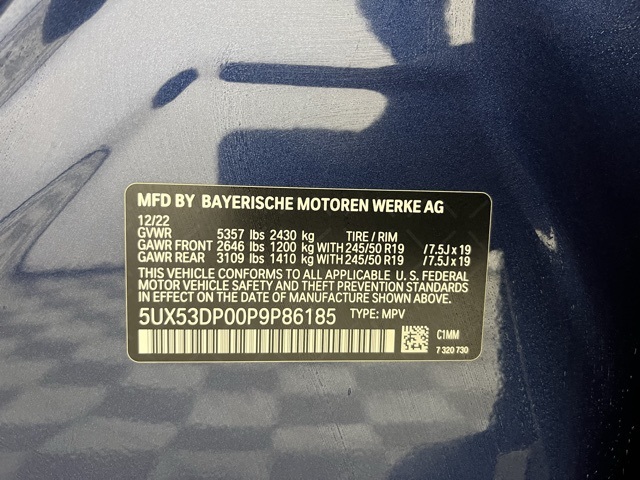 MFD BY BAYERISCHE MOTOREN WERKE AG
12/22
GVWR 5357 lbs 2430 kg TIRE / RIM
GAWR FRONT 2646 lbs 1200 kg WITH 245/50 R19 /7.5J x 19
GAWR REAR 3109 lbs 1410 kg WITH 245/50 R19 /7.5J x 19
THIS VEHICLE CONFORMS TO ALL APPLICABLE U. S. FEDERAL
MOTOR VEHICLE SAFETY AND THEFT PREVENTION STANDARDS
IN EFFECT ON THE DATE OF MANUFACTURE SHOWN ABOVE.
5UX53DP00P9P86185 TYPE: MPV
C1MM
7 320 730